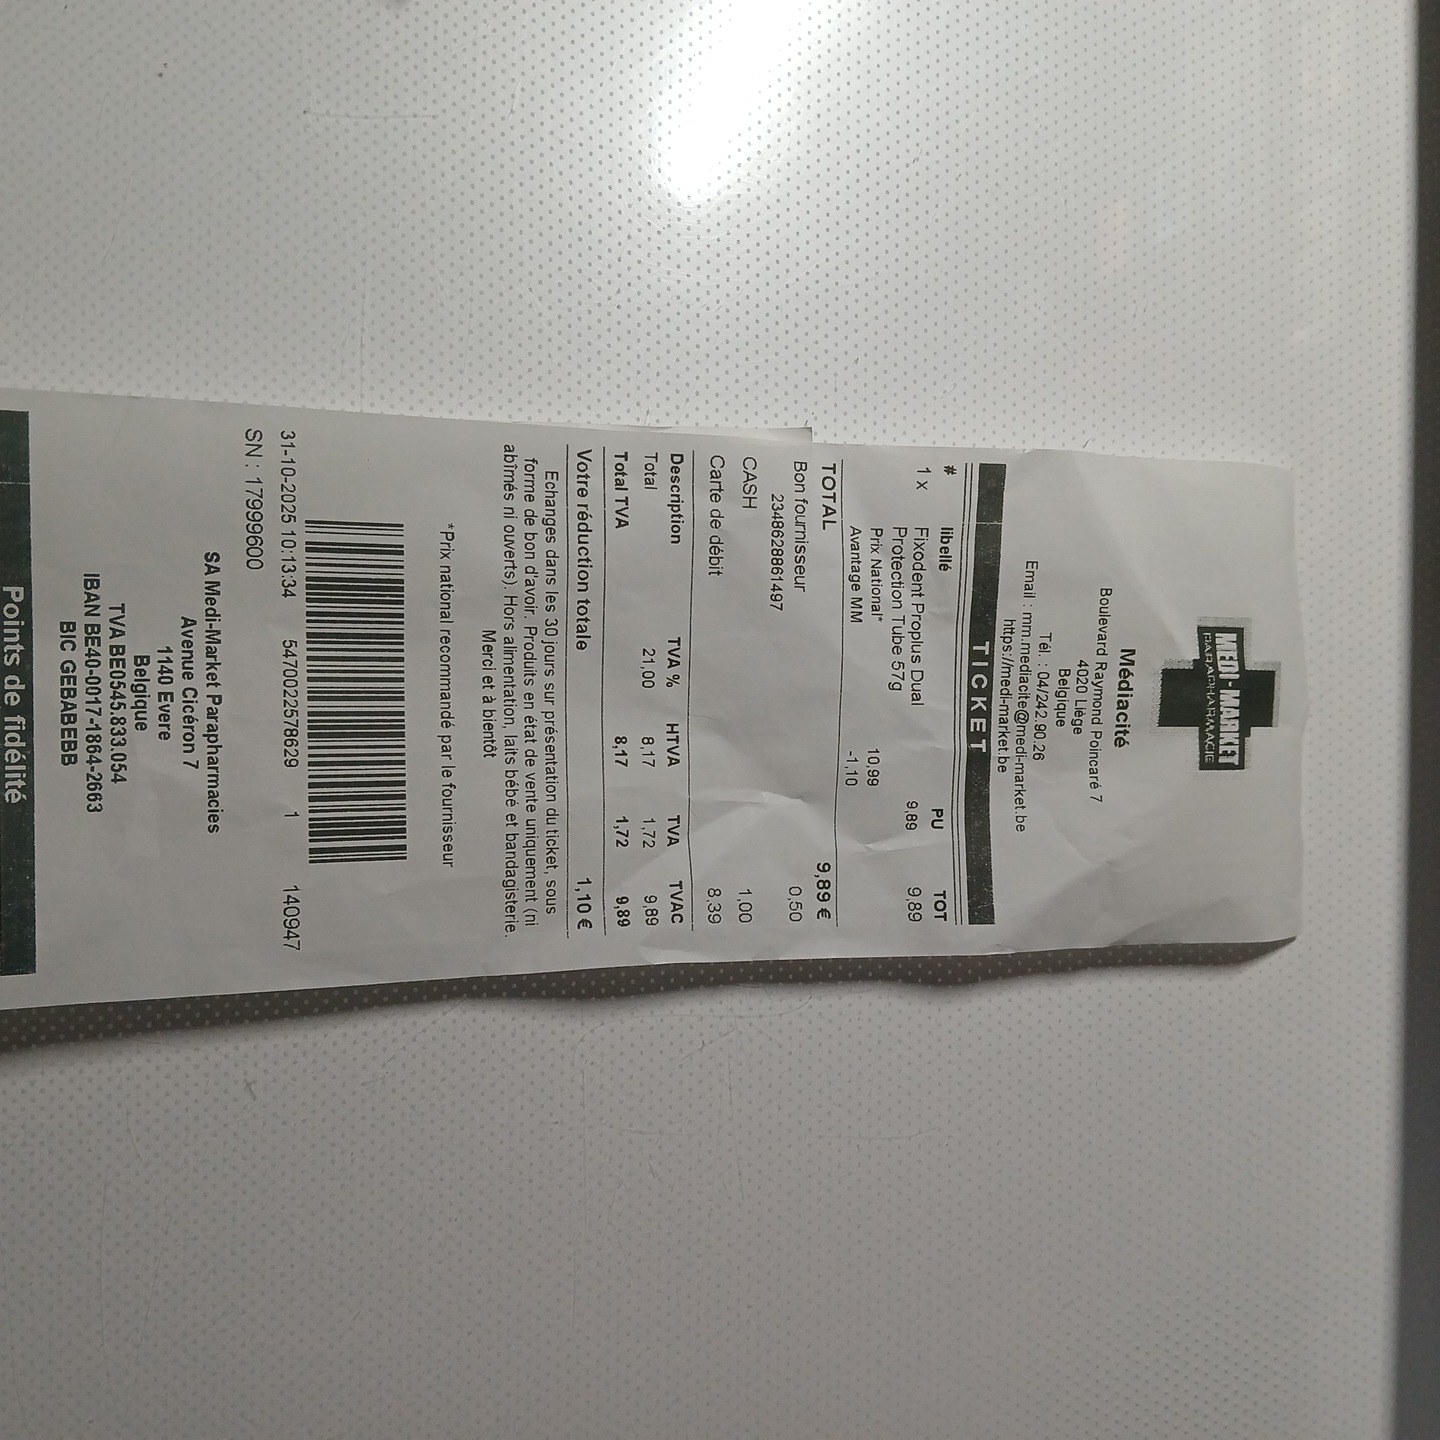 MEDI-MARKET
PARAPHARMACIE
Médiacité
Boulevard Raymond Poincaré 7
4020 Liège
Belgique
Tél. : 04/242.90.26
Email : mm.mediacite@medi-market.be
https://medi-market.be
TICKET
# libellé PU TOT
1 x Fixodent Proplus Dual 9,89 9,89
Protection Tube 57g
Prix National* 10,99
Avantage MM -1,10
TOTAL 9,89 €
Bon fournisseur 0,50
2348628861497
CASH 1,00
Carte de débit 8,39
Description TVA % HTVA TVA TVAC
Total 21,00 8,17 1,72 9,89
Total TVA 8,17 1,72 9,89
Votre réduction totale 1,10 €
Echanges dans les 30 jours sur présentation du ticket, sous
forme de bon d'avoir. Produits en état de vente uniquement (ni
abîmés ni ouverts). Hors alimentation, laits bébé et bandagisterie.
Merci et à bientôt
*Prix national recommandé par le fournisseur
31-10-2025 10:13:34 5470022578629 1 140947
SN : 17999600
SA Medi-Market Parapharmacies
Avenue Cicéron 7
1140 Evere
Belgique
TVA BE0545.833.054
IBAN BE40-0017-1864-2663
BIC GEBABEBB
Points de fidélité